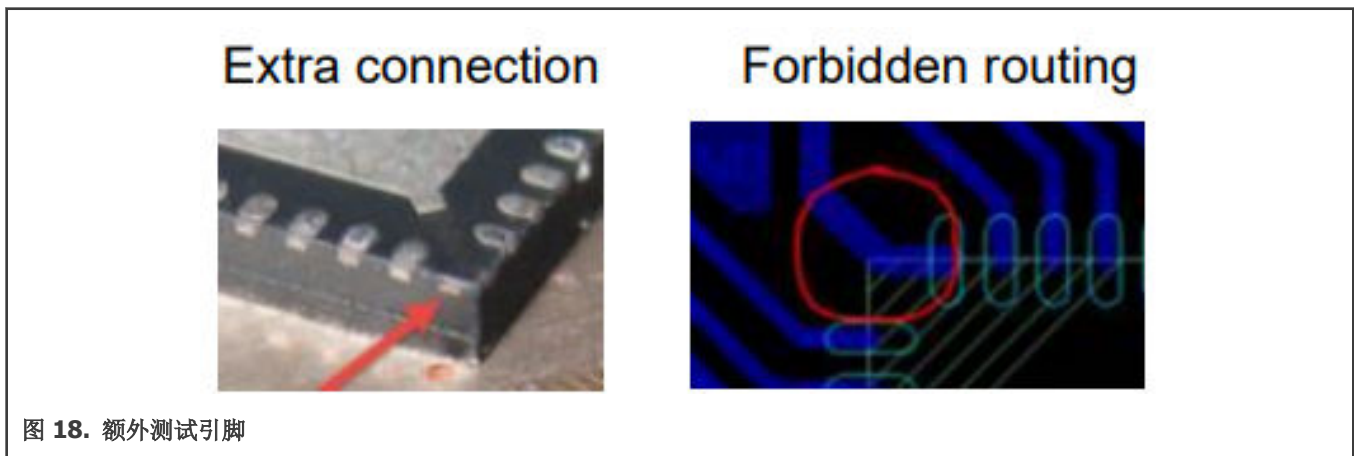 Extra connection
Forbidden routing
图 18. 额外测试引脚